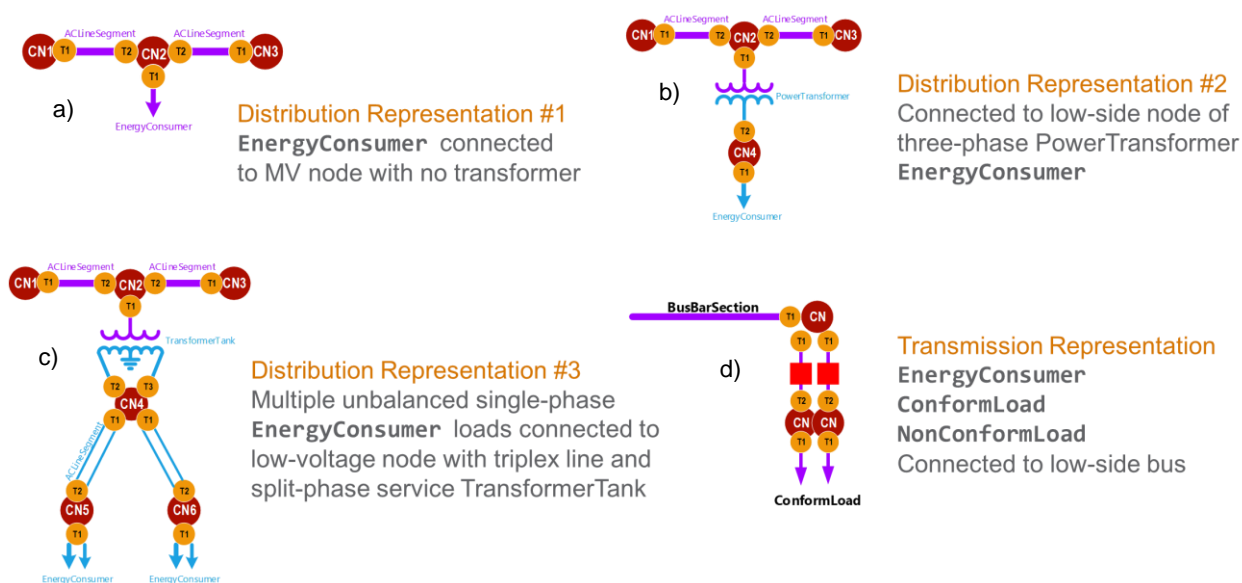 ACLineSegment ACLineSegment
CN1 T1 T2 CN2 T2 T1 CN3
T1
EnergyConsumer
a)
Distribution Representation #1
EnergyConsumer connected
to MV node with no transformer
ACLineSegment ACLineSegment
CN1 T1 T2 CN2 T2 T1 CN3
T1
PowerTransformer
T2
CN4
T1
EnergyConsumer
b)
Distribution Representation #2
Connected to low-side node of
three-phase PowerTransformer
EnergyConsumer
ACLineSegment ACLineSegment
CN1 T1 T2 CN2 T2 T1 CN3
T1
TransformerTank
T2 T3
CN4
T1 T1
ACLineSegment
T2 T2
CN5 CN6
T1 T1
EnergyConsumer EnergyConsumer
c)
Distribution Representation #3
Multiple unbalanced single-phase
EnergyConsumer loads connected to
low-voltage node with triplex line and
split-phase service TransformerTank
BusBarSection
T1 CN
T1 T1
T2 T2
CN CN
T1 T1
ConformLoad
d)
Transmission Representation
EnergyConsumer
ConformLoad
NonConformLoad
Connected to low-side bus